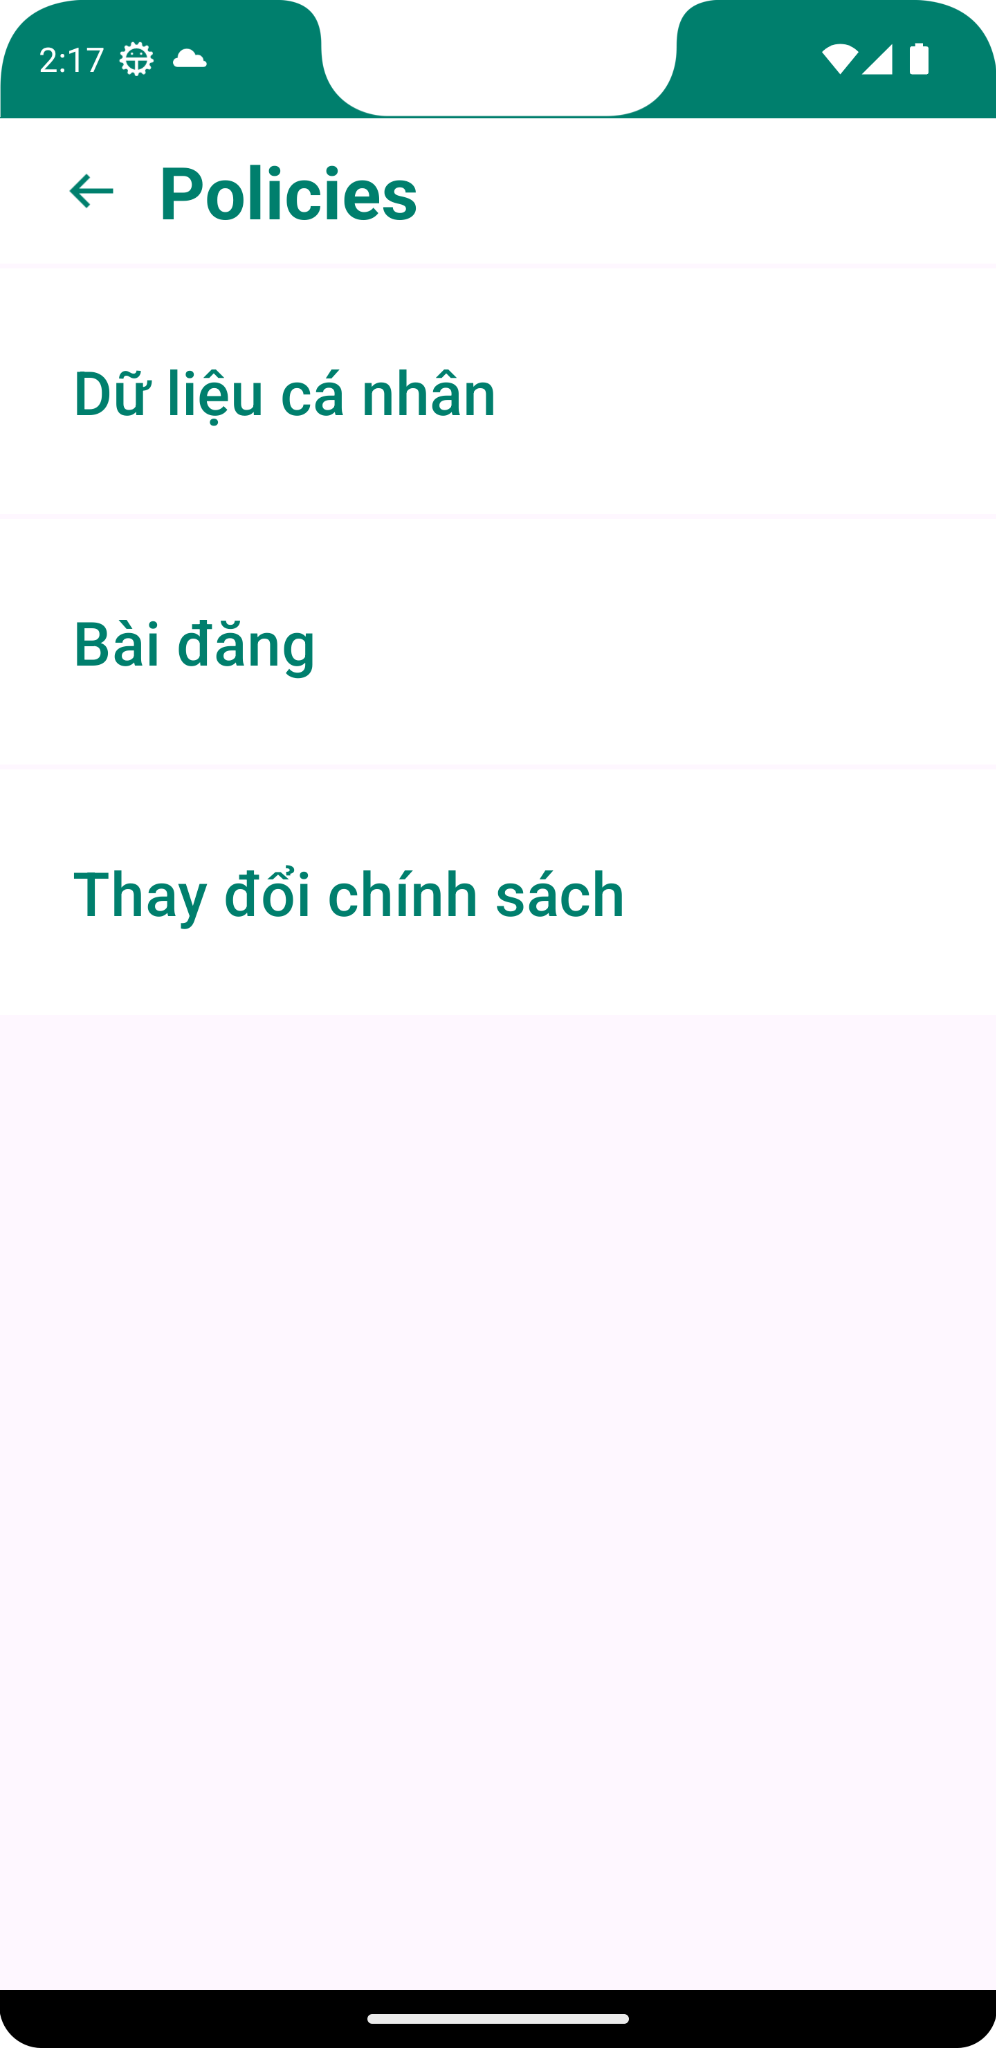 2:17
Policies
Dữ liệu cá nhân
Bài đăng
Thay đổi chính sách